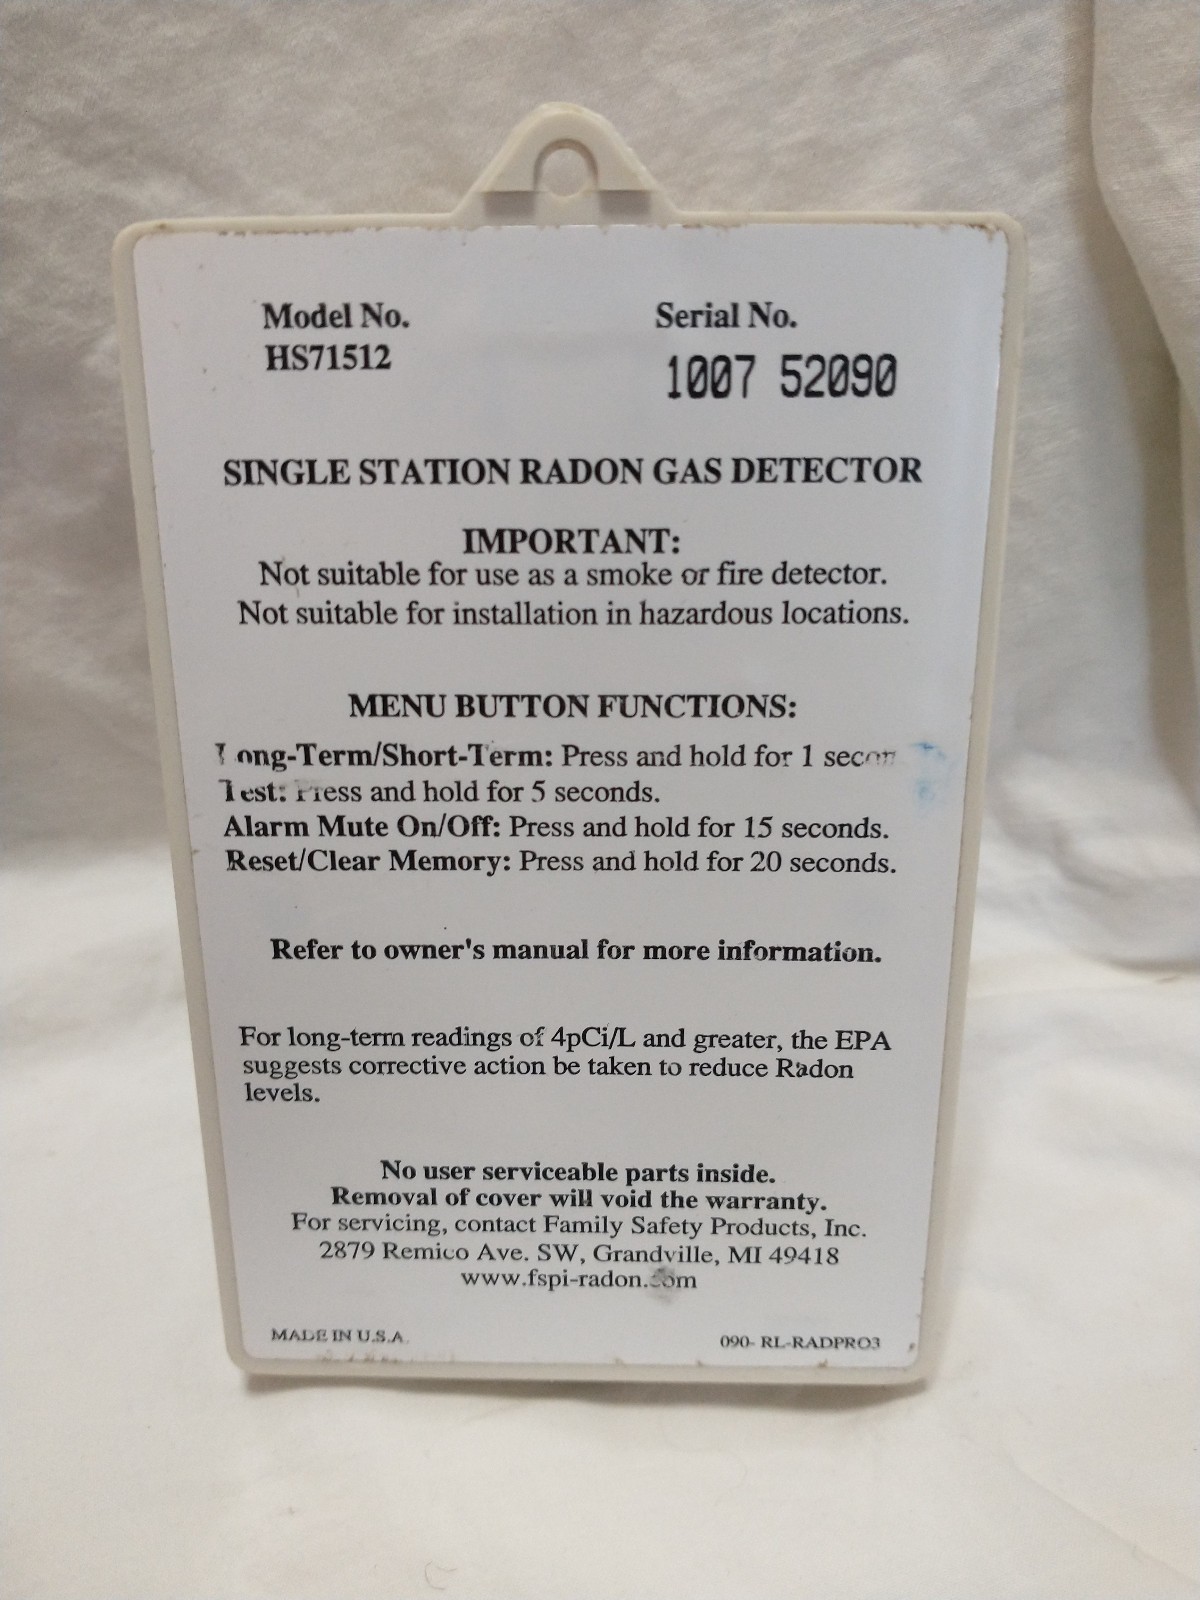 Model No.
Serial No.
HS71512
1007 52090
SINGLE STATION RADON GAS DETECTOR
IMPORTANT:
Not suitable for use as a smoke or fire detector.
Not suitable for installation in hazardous locations.
MENU BUTTON FUNCTIONS:
Long-Term/Short-Term: Press and hold for 1 second
Test: Press and hold for 5 seconds.
Alarm Mute On/Off: Press and hold for 15 seconds.
Reset/Clear Memory: Press and hold for 20 seconds.
Refer to owner's manual for more information.
For long-term readings of 4pCi/L and greater, the EPA
suggests corrective action be taken to reduce Radon
levels.
No user serviceable parts inside.
Removal of cover will void the warranty.
For servicing, contact Family Safety Products, Inc.
2879 Remico Ave. SW, Grandville, MI 49418
www.fspi-radon.com
MADE IN U.S.A.
090- RL-RADPRO3